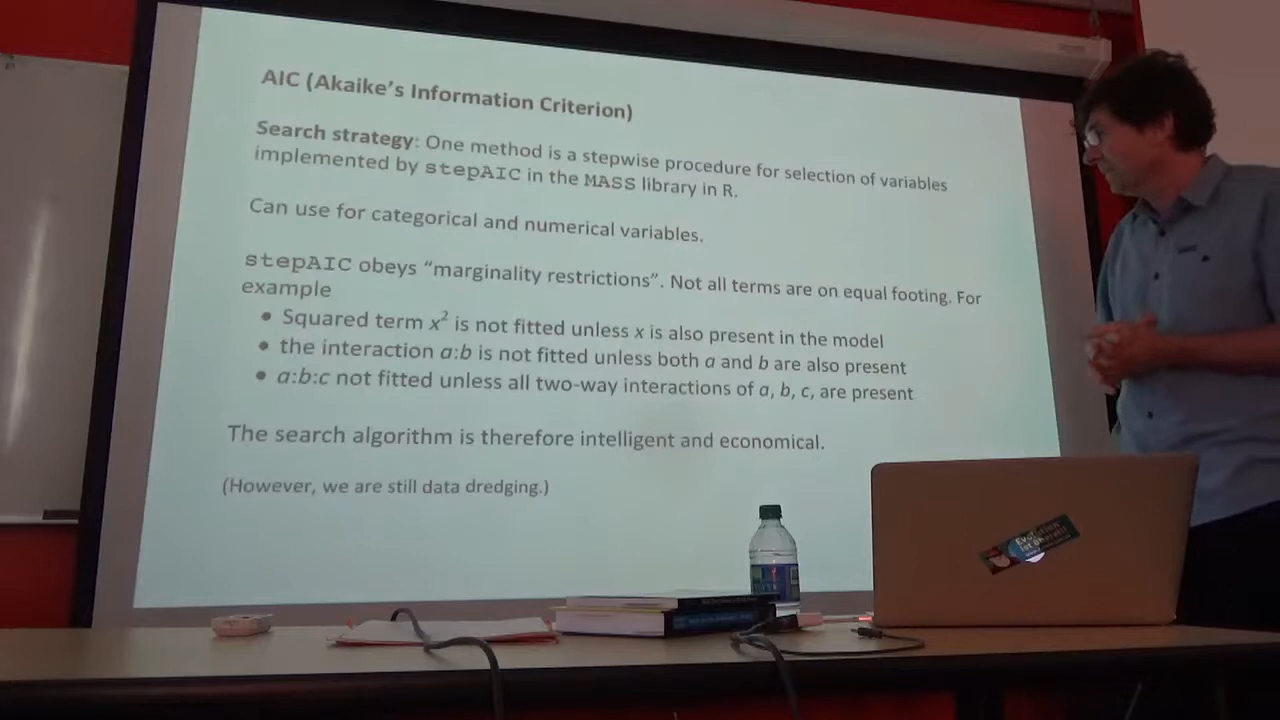 AIC (Akaike's Information Criterion)
Search strategy: One method is a stepwise procedure for selection of variables
implemented by stepAIC in the MASS library in R.
Can use for categorical and numerical variables.
stepAIC obeys “marginality restrictions”. Not all terms are on equal footing. For
example
• Squared term x² is not fitted unless x is also present in the model
• the interaction a:b is not fitted unless both a and b are also present
• a:b:c not fitted unless all two-way interactions of a, b, c, are present
The search algorithm is therefore intelligent and economical.
(However, we are still data dredging.)
Evolution